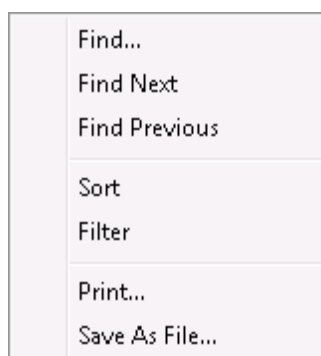 Find...
Find Next
Find Previous
Sort
Filter
Print...
Save As File...